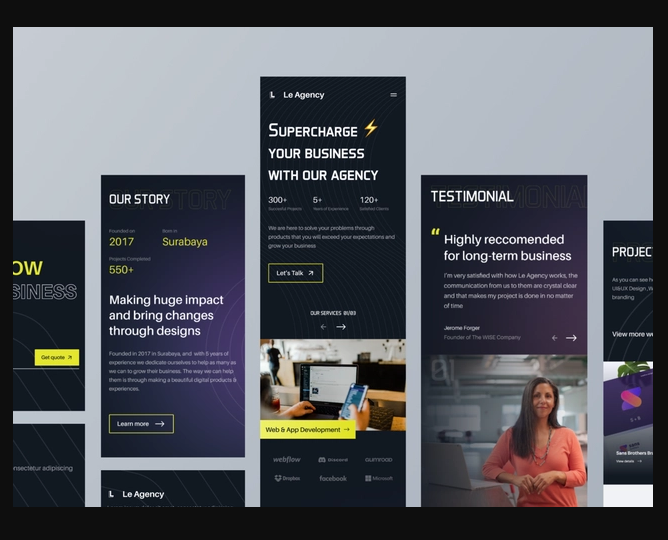 OW
SINESS
Get quote
nsectetur adipiscing
OUR STORY
STORY
Founded on
Born in
2017
Surabaya
Projects Completed
550+
Making huge impact
and bring changes
through designs
Founded in 2017 in Surabaya, and with 5 years of
experience we dedicate ourselves to help as many as
we can to grow their business. The way we can help
them is through making a beautiful digital products &
experiences.
Learn more
Le Agency
L Le Agency
SUPERCHARGE ⚡
YOUR BUSINESS
WITH OUR AGENCY
300+
5+
120+
Successful Projects
Years of Experience
Satisfied Clients
We are here to solve your problems through
products that you will exceed your expectations and
grow your business
Let's Talk
OUR SERVICES 01/03
Web & App Development
webflow
DISCORD
GUMROAD
Dropbox
facebook
Microsoft
TESTIMONIAL
“ Highly reccomended
for long-term business
I'm very satisfied with how Le Agency works, the
communication from us to them are crystal clear
and that makes my project is done in no matter
of time
Jerome Forger
Founder of The WISE Company
PROJEC
As you can see h
UI&UX Design, W
branding
View more we
Sans Brothers Br
View details